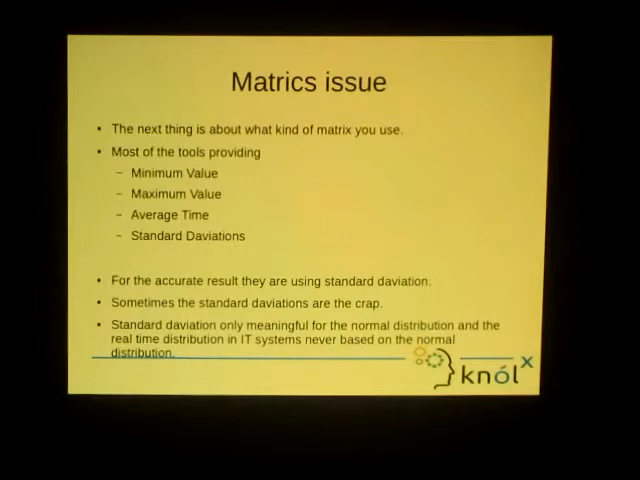 Matrics issue
• The next thing is about what kind of matrix you use.
• Most of the tools providing
– Minimum Value
– Maximum Value
– Average Time
– Standard Deviations
• For the accurate result they are using standard daviation.
• Sometimes the standard daviations are the crap.
• Standard daviation only meaningful for the normal distribution and the
real time distribution in IT systems never based on the normal
distribution.
knólx